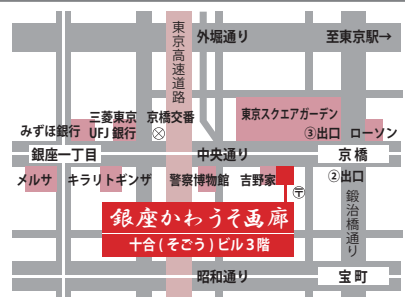 東京高速道路
外堀通り
至東京駅→
三菱東京
UFJ 銀行
京橋交番
みずほ銀行
東京スクエアガーデン
③出口
ローソン
銀座一丁目
中央通り
京橋
メルサ
キラリトギンザ
警察博物館
吉野家
②出口
〒
鍛治橋通り
銀座かわうそ画廊
十合(そごう)ビル3階
昭和通り
宝町